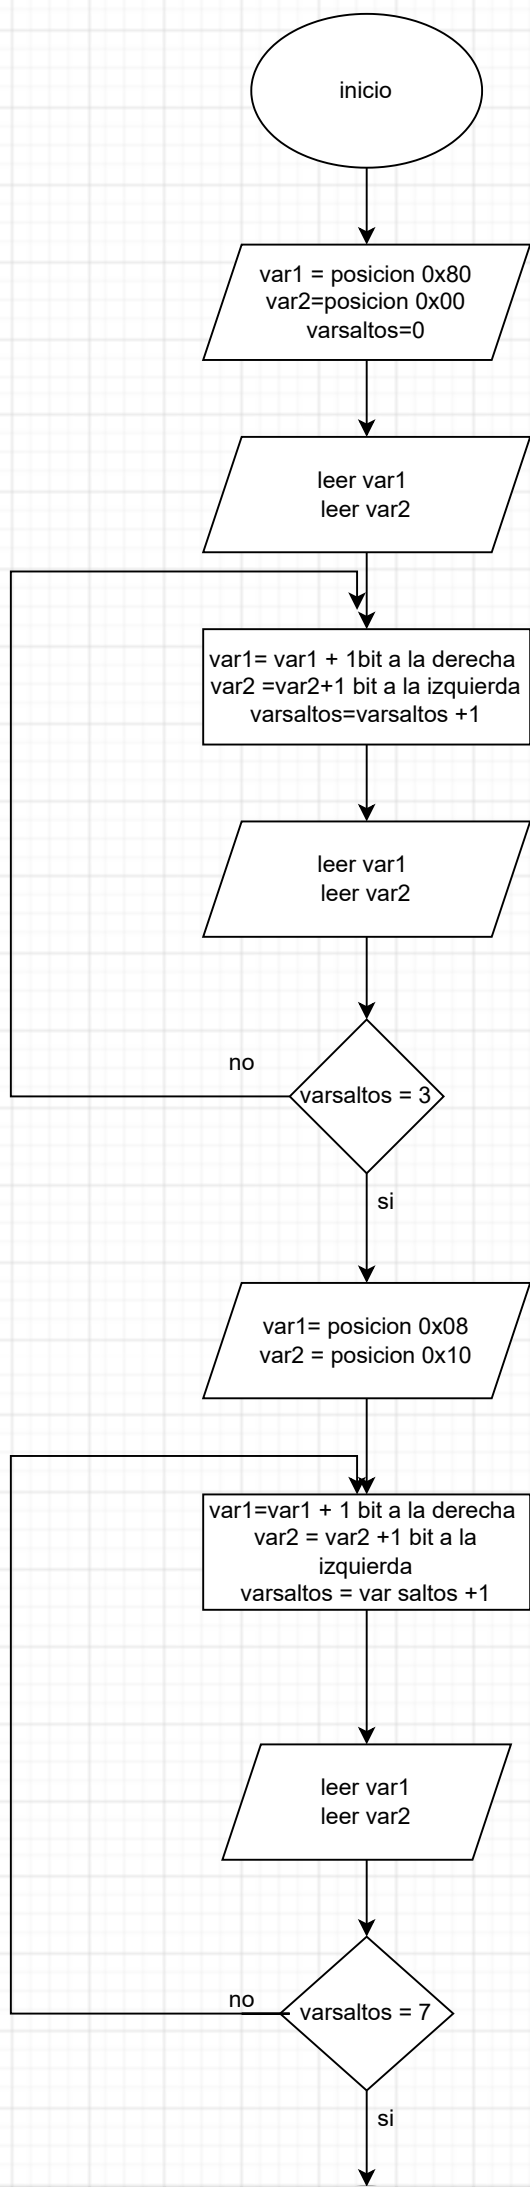 inicio
var1 = posicion 0x80
var2=posicion 0x00
varsaltos=0
leer var1
leer var2
var1= var1 + 1bit a la derecha
var2 =var2+1 bit a la izquierda
varsaltos=varsaltos +1
leer var1
leer var2
no
varsaltos = 3
si
var1= posicion 0x08
var2 = posicion 0x10
var1=var1 + 1 bit a la derecha
var2 = var2 +1 bit a la
izquierda
varsaltos = var saltos +1
leer var1
leer var2
no
varsaltos = 7
si